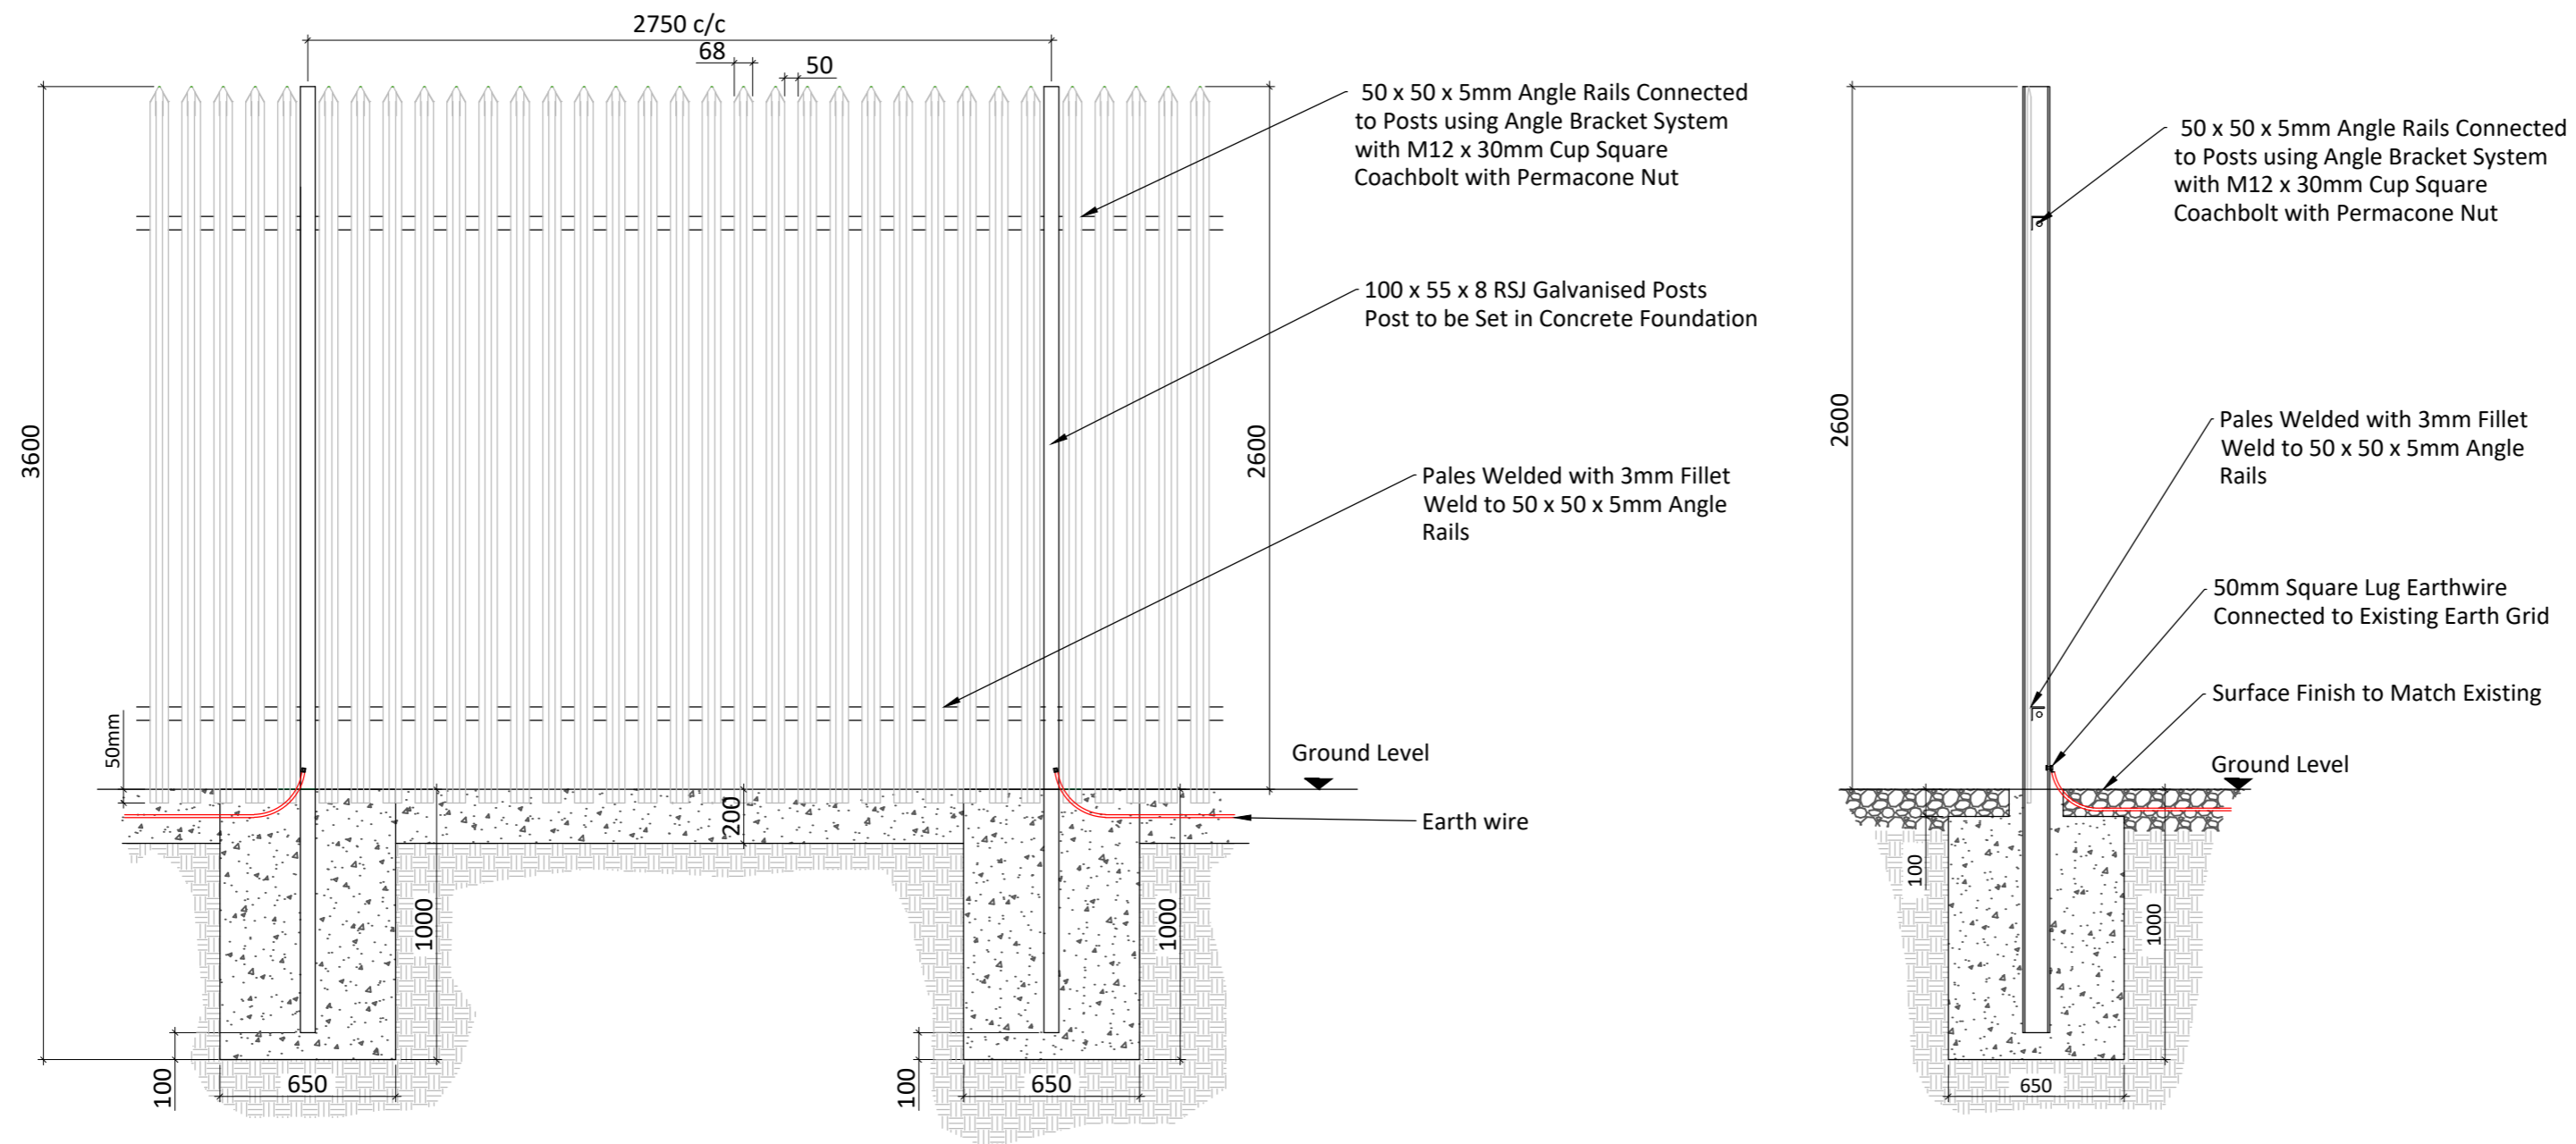 2750 c/c
68
50
50 x 50 x 5mm Angle Rails Connected
to Posts using Angle Bracket System
with M12 x 30mm Cup Square
Coachbolt with Permacone Nut
100 x 55 x 8 RSJ Galvanised Posts
Post to be Set in Concrete Foundation
3600
2600
Pales Welded with 3mm Fillet
Weld to 50 x 50 x 5mm Angle
Rails
50mm
Ground Level
200
Earth wire
1000
1000
100
650
100
650
50 x 50 x 5mm Angle Rails Connected
to Posts using Angle Bracket System
with M12 x 30mm Cup Square
Coachbolt with Permacone Nut
2600
Pales Welded with 3mm Fillet
Weld to 50 x 50 x 5mm Angle
Rails
50mm Square Lug Earthwire
Connected to Existing Earth Grid
Surface Finish to Match Existing
Ground Level
100
1000
650